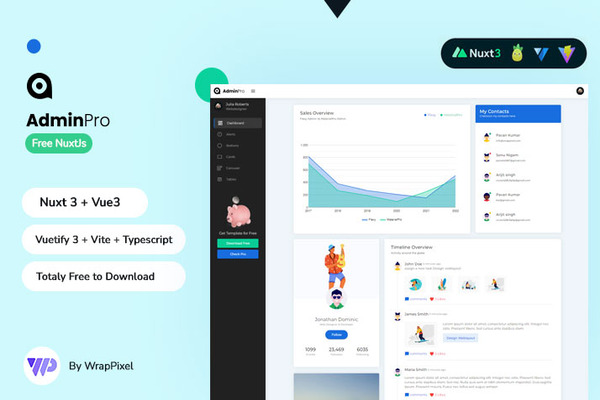 Nuxt3
AdminPro
Free NuxtJs
Nuxt 3 + Vue3
Vuetify 3 + Vite + Typescript
Totaly Free to Download
By WrapPixel
AdminPro
Julia Roberts
Dashboard
Alerts
Buttons
Cards
Tables
Get Template for Free
Download Free
Check Pro
Sales Overview
2017
2018
2019
2020
2021
2022
My Contacts
Pavan Kumar
Sonu Nigam
Arijit singh
Pavan Kumar
Arijit singh
Jonathan Dominic
Follow
1099
23,469
6035
Timeline Overview
John Doe
James Smith
Design Weblayout
Maria Smith